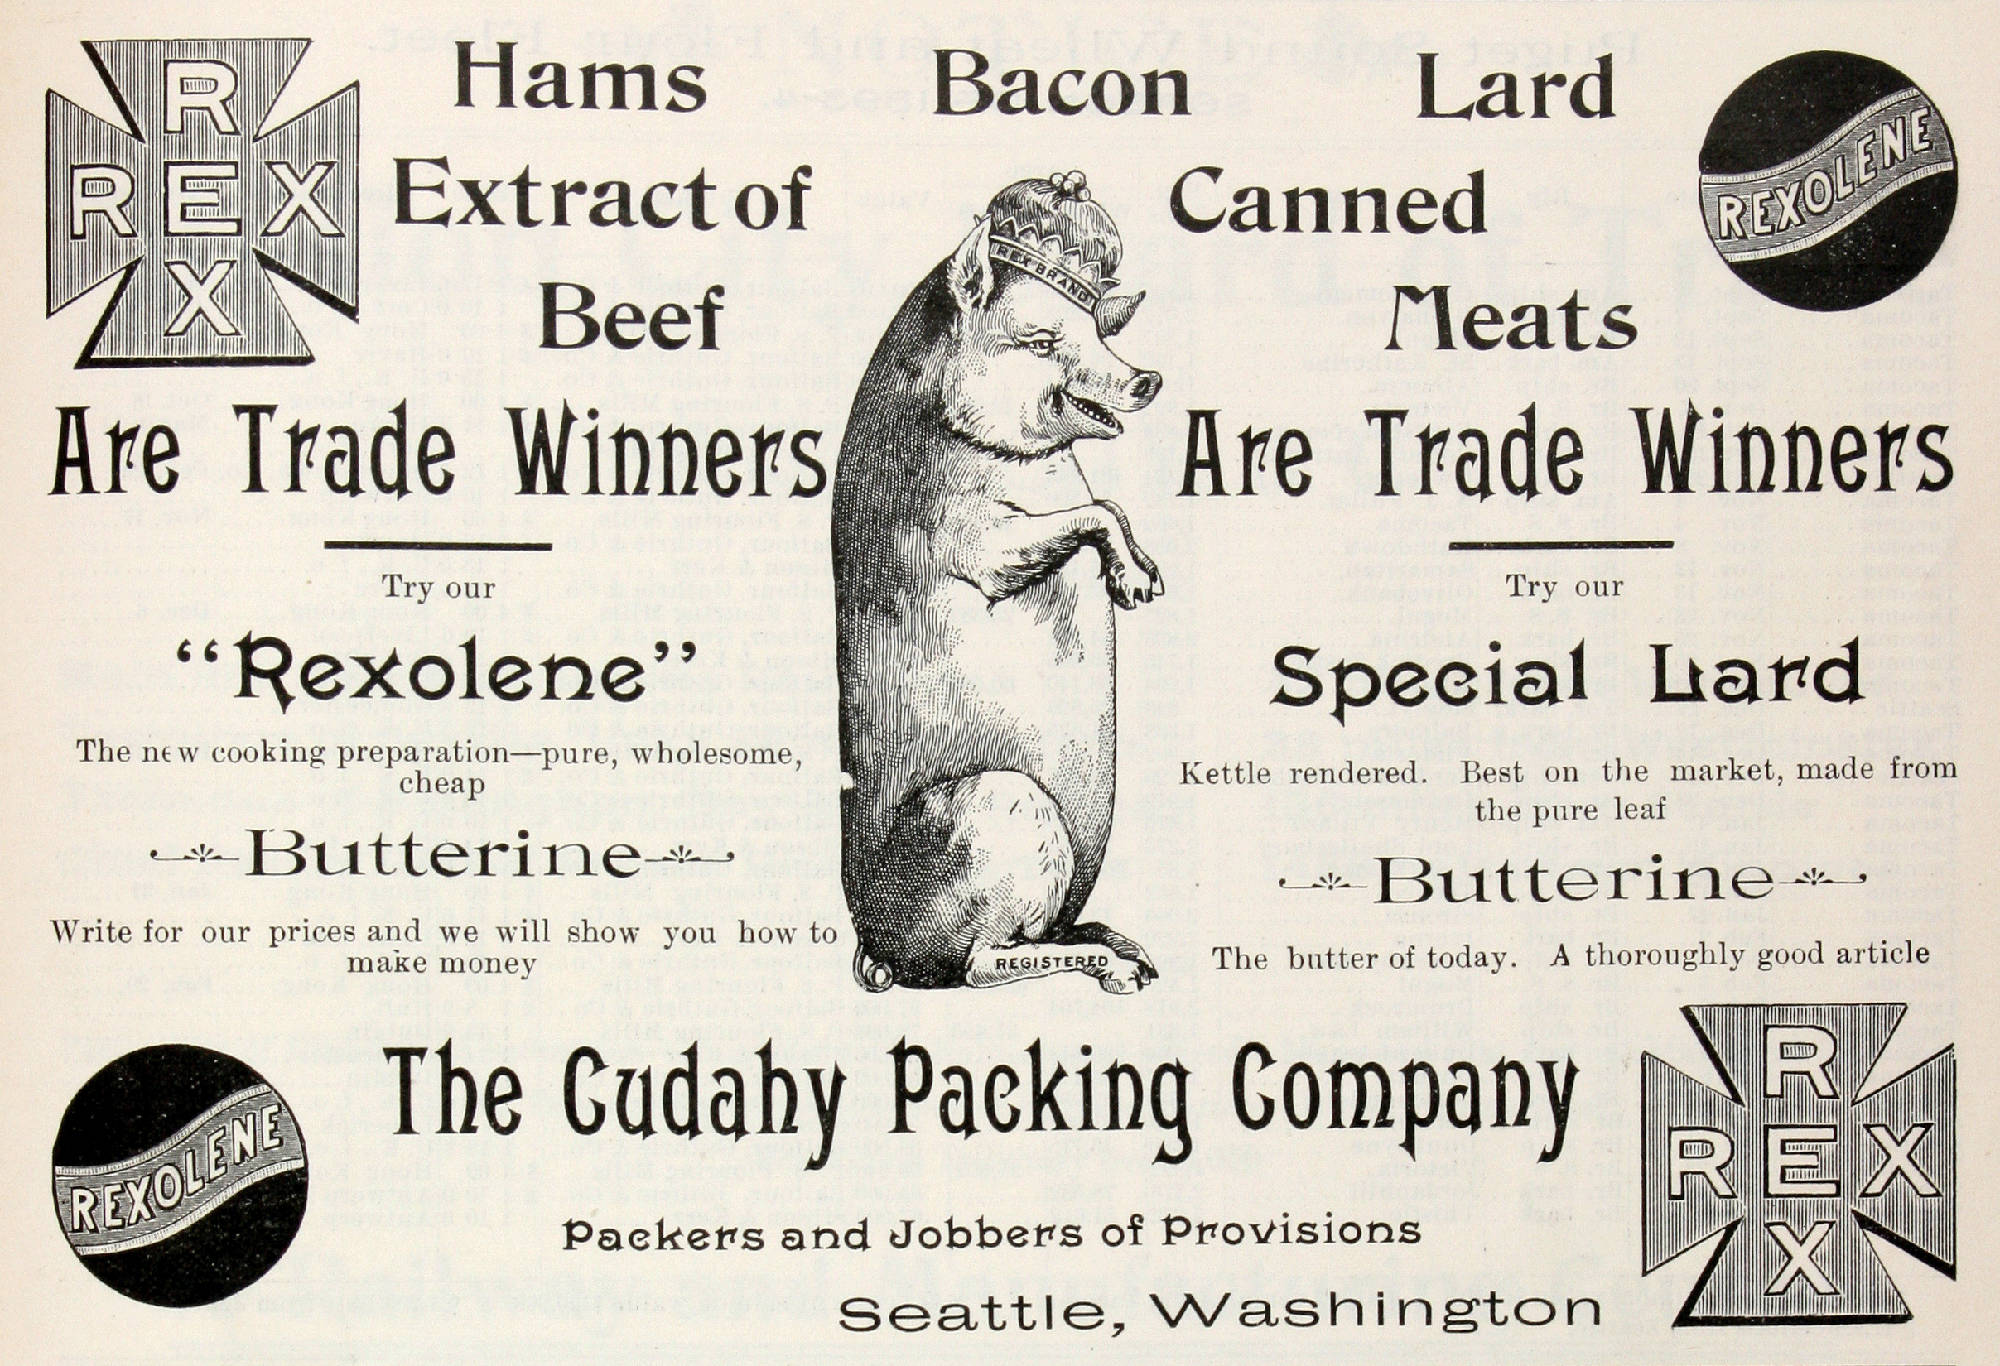 R
REX
X
Hams Bacon Lard
REXOLENE
Extract of
Beef
Canned
Meats
REX BRAND
Are Trade Winners
Are Trade Winners
Try our
"Rexolene"
The new cooking preparation—pure, wholesome,
cheap
Butterine
Write for our prices and we will show you how to
make money
Try our
Special Lard
Kettle rendered. Best on the market, made from
the pure leaf
Butterine
The butter of today. A thoroughly good article
REGISTERED
REXOLENE
The Cudahy Packing Company
Packers and Jobbers of Provisions
Seattle, Washington
R
REX
X